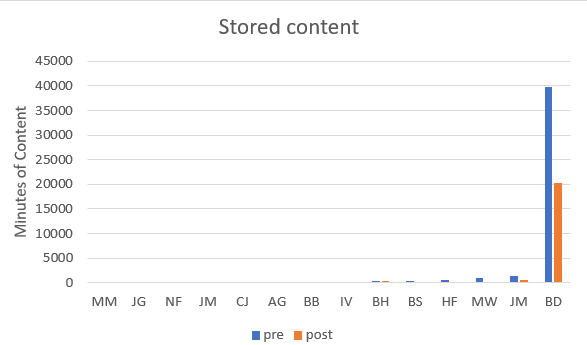 Stored content
45000
40000
35000
30000
25000
20000
15000
10000
5000
0
Minutes of Content
MM JG NF JM CJ AG BB IV BH BS HF MW JM BD
pre post